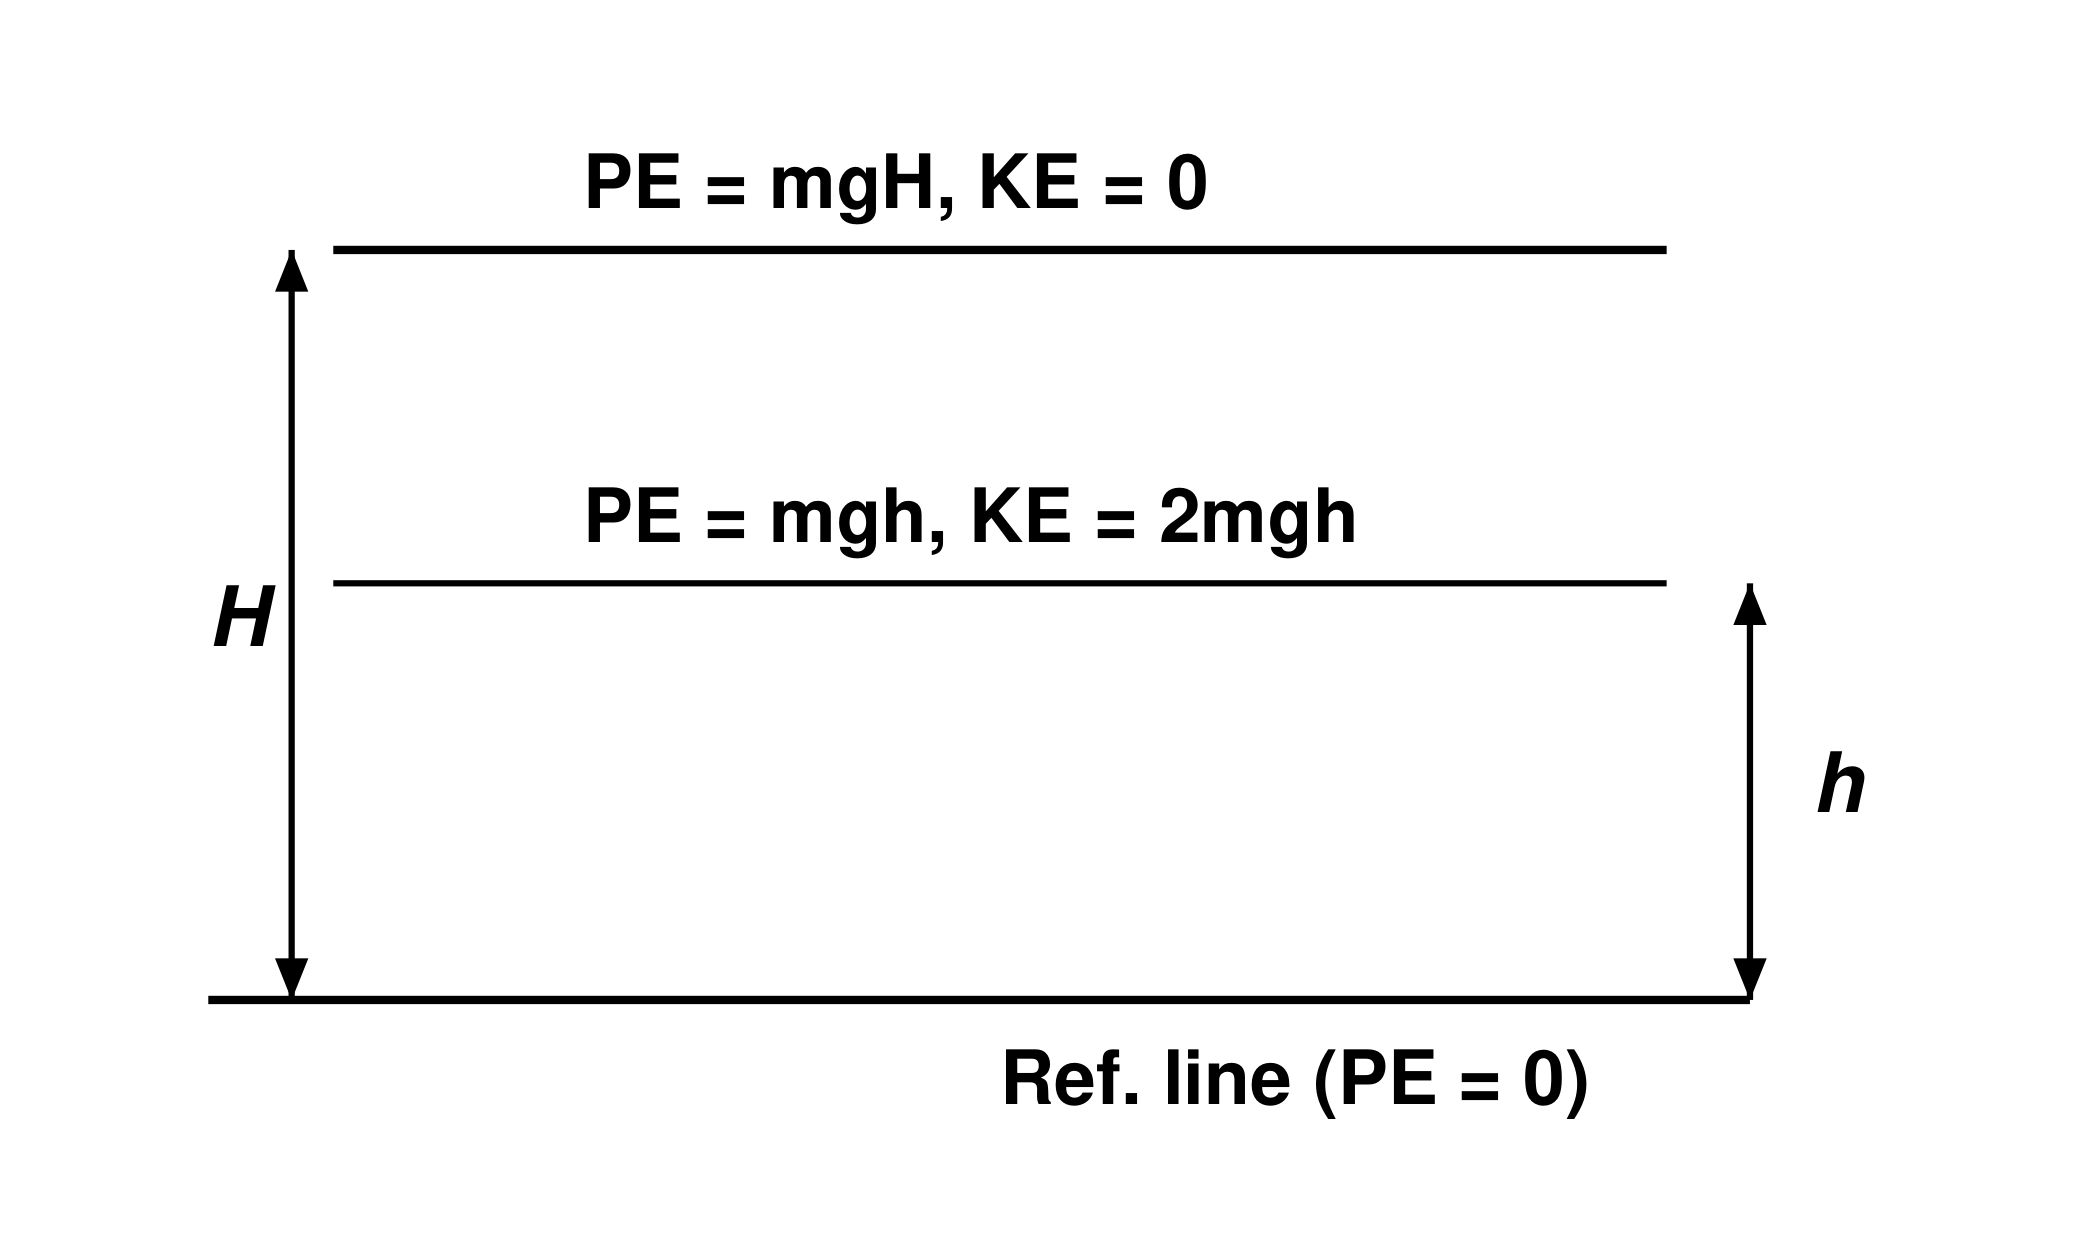 PE = mgH, KE = 0
PE = mgh, KE = 2mgh
H
h
Ref. line (PE = 0)